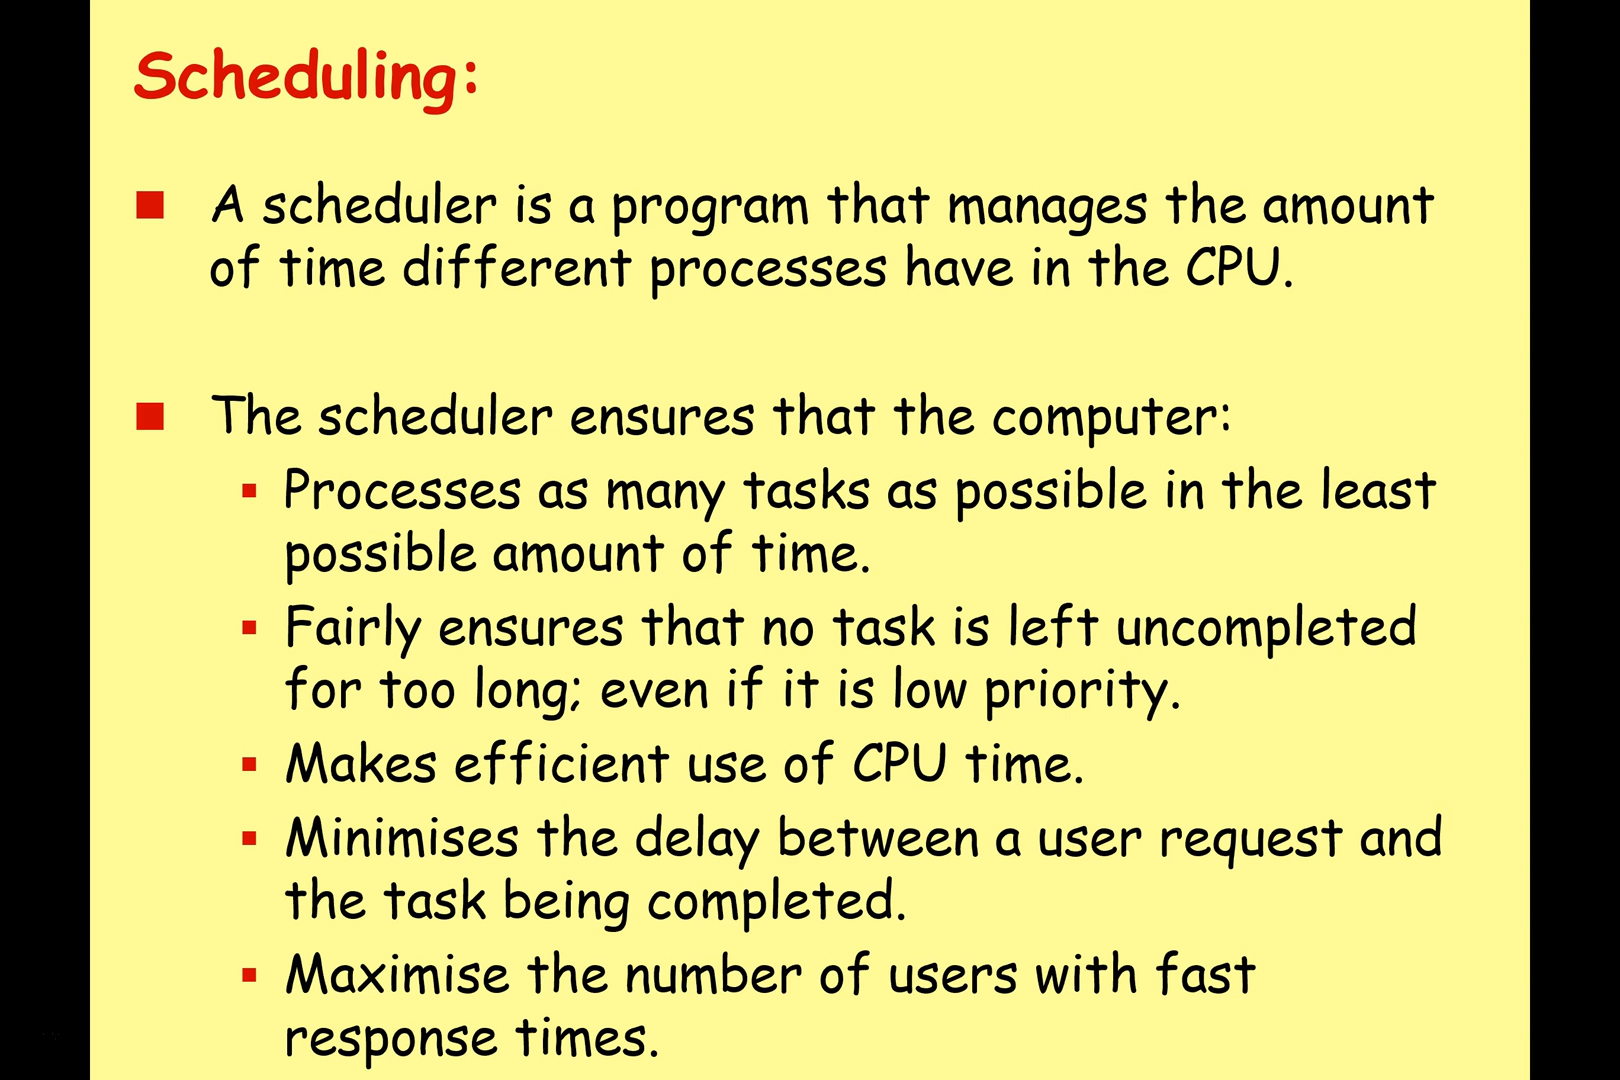 Scheduling:
A scheduler is a program that manages the amount
of time different processes have in the CPU.
The scheduler ensures that the computer:
Processes as many tasks as possible in the least
possible amount of time.
Fairly ensures that no task is left uncompleted
for too long; even if it is low priority.
Makes efficient use of CPU time.
Minimises the delay between a user request and
the task being completed.
Maximise the number of users with fast
response times.